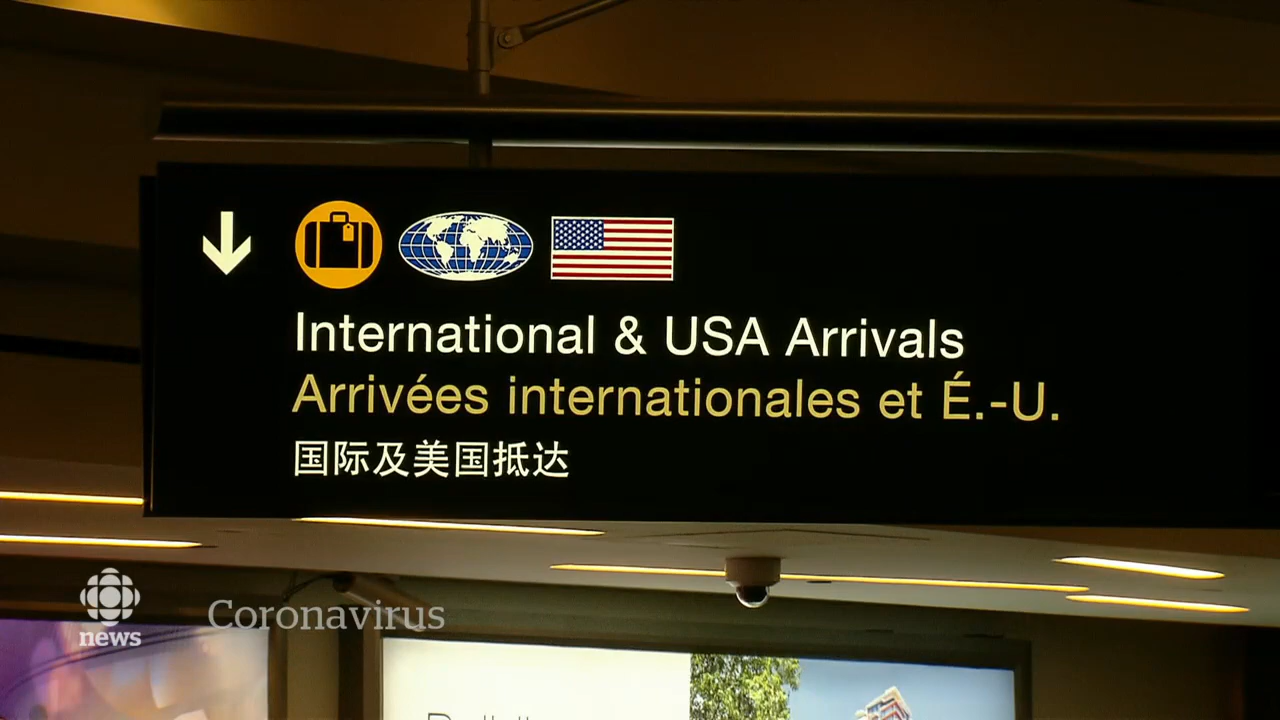 International & USA Arrivals
Arrivées internationales et É.-U.
国际及美国抵达
Coronavirus
news